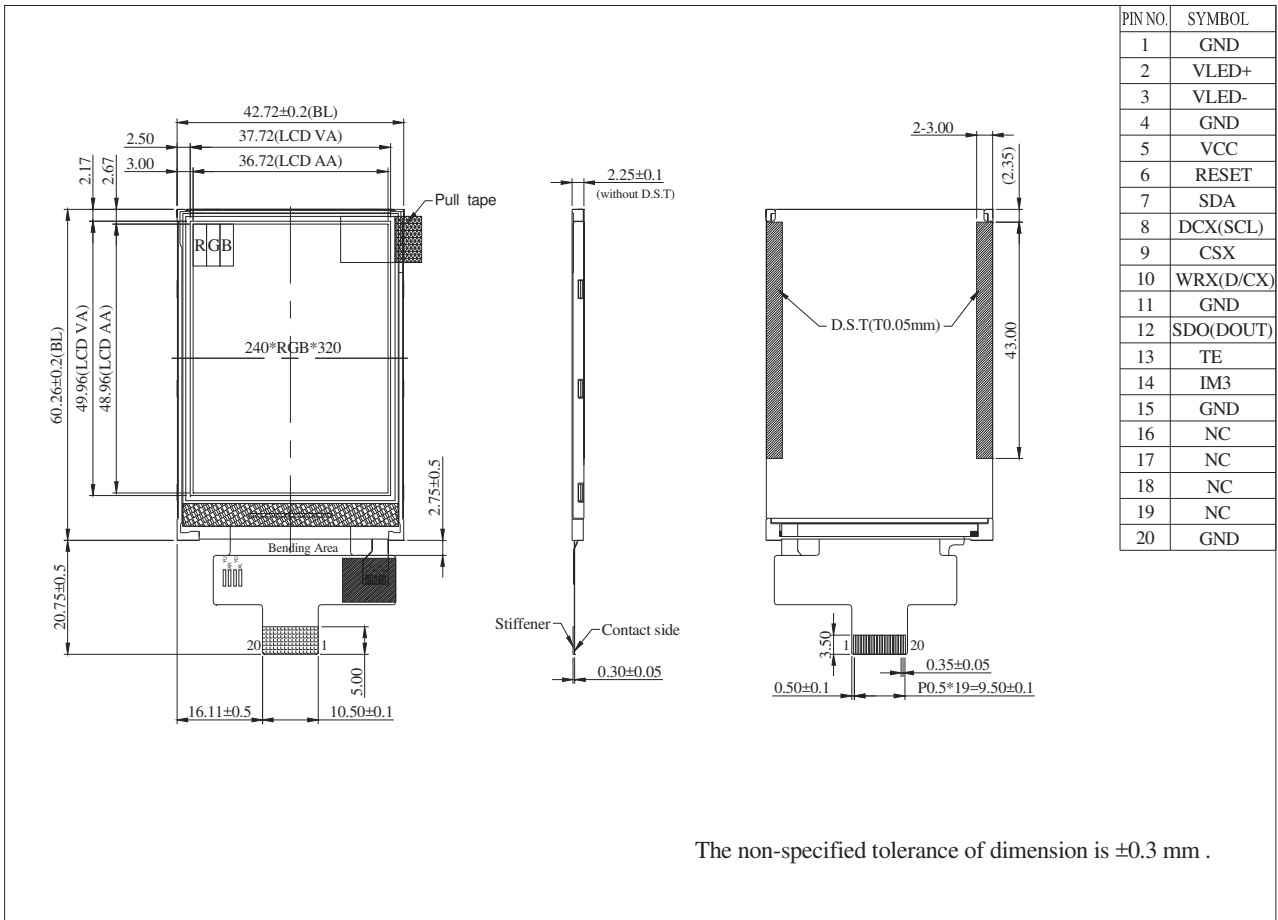 42.72±0.2(BL)
2.50
37.72(LCD VA)
3.00
36.72(LCD AA)
2.17
2.67
Pull tape
RGB
240*RGB*320
60.26±0.2(BL)
49.96(LCD VA)
48.96(LCD AA)
2.75±0.5
Bending Area
20.75±0.5
20
1
5.00
16.11±0.5
10.50±0.1
2.25±0.1
(without D.S.T)
Stiffener
Contact side
0.30±0.05
2-3.00
(2.35)
D.S.T(T0.05mm)
43.00
3.50
1
20
0.35±0.05
0.50±0.1
P0.5*19=9.50±0.1
PIN NO. SYMBOL
1 GND
2 VLED+
3 VLED-
4 GND
5 VCC
6 RESET
7 SDA
8 DCX(SCL)
9 CSX
10 WRX(D/CX)
11 GND
12 SDO(DOUT)
13 TE
14 IM3
15 GND
16 NC
17 NC
18 NC
19 NC
20 GND
The non-specified tolerance of dimension is ±0.3 mm .